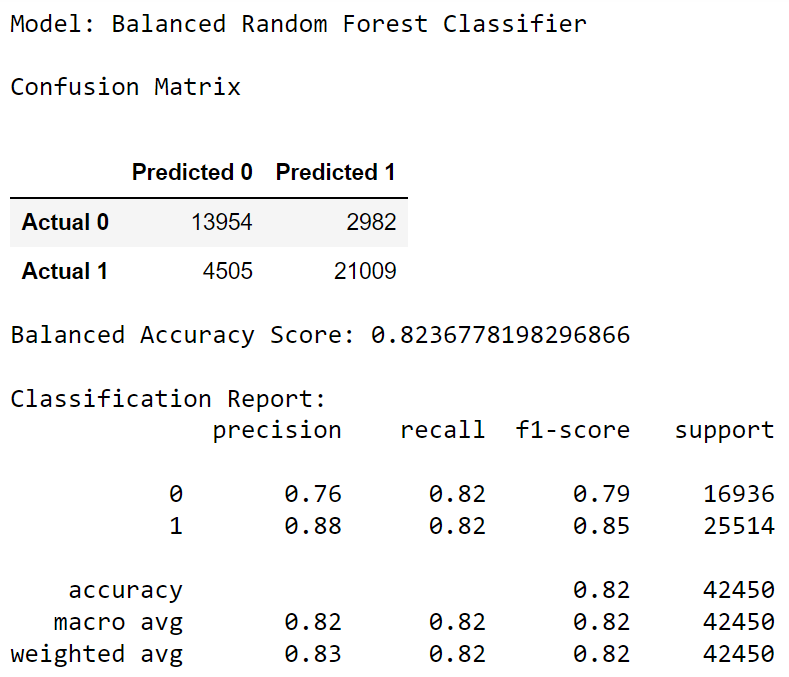 Model: Balanced Random Forest Classifier
Confusion Matrix
Predicted 0 Predicted 1
Actual 0 13954 2982
Actual 1 4505 21009
Balanced Accuracy Score: 0.8236778198296866
Classification Report:
precision recall f1-score support
0 0.76 0.82 0.79 16936
1 0.88 0.82 0.85 25514
accuracy 0.82 42450
macro avg 0.82 0.82 0.82 42450
weighted avg 0.83 0.82 0.82 42450